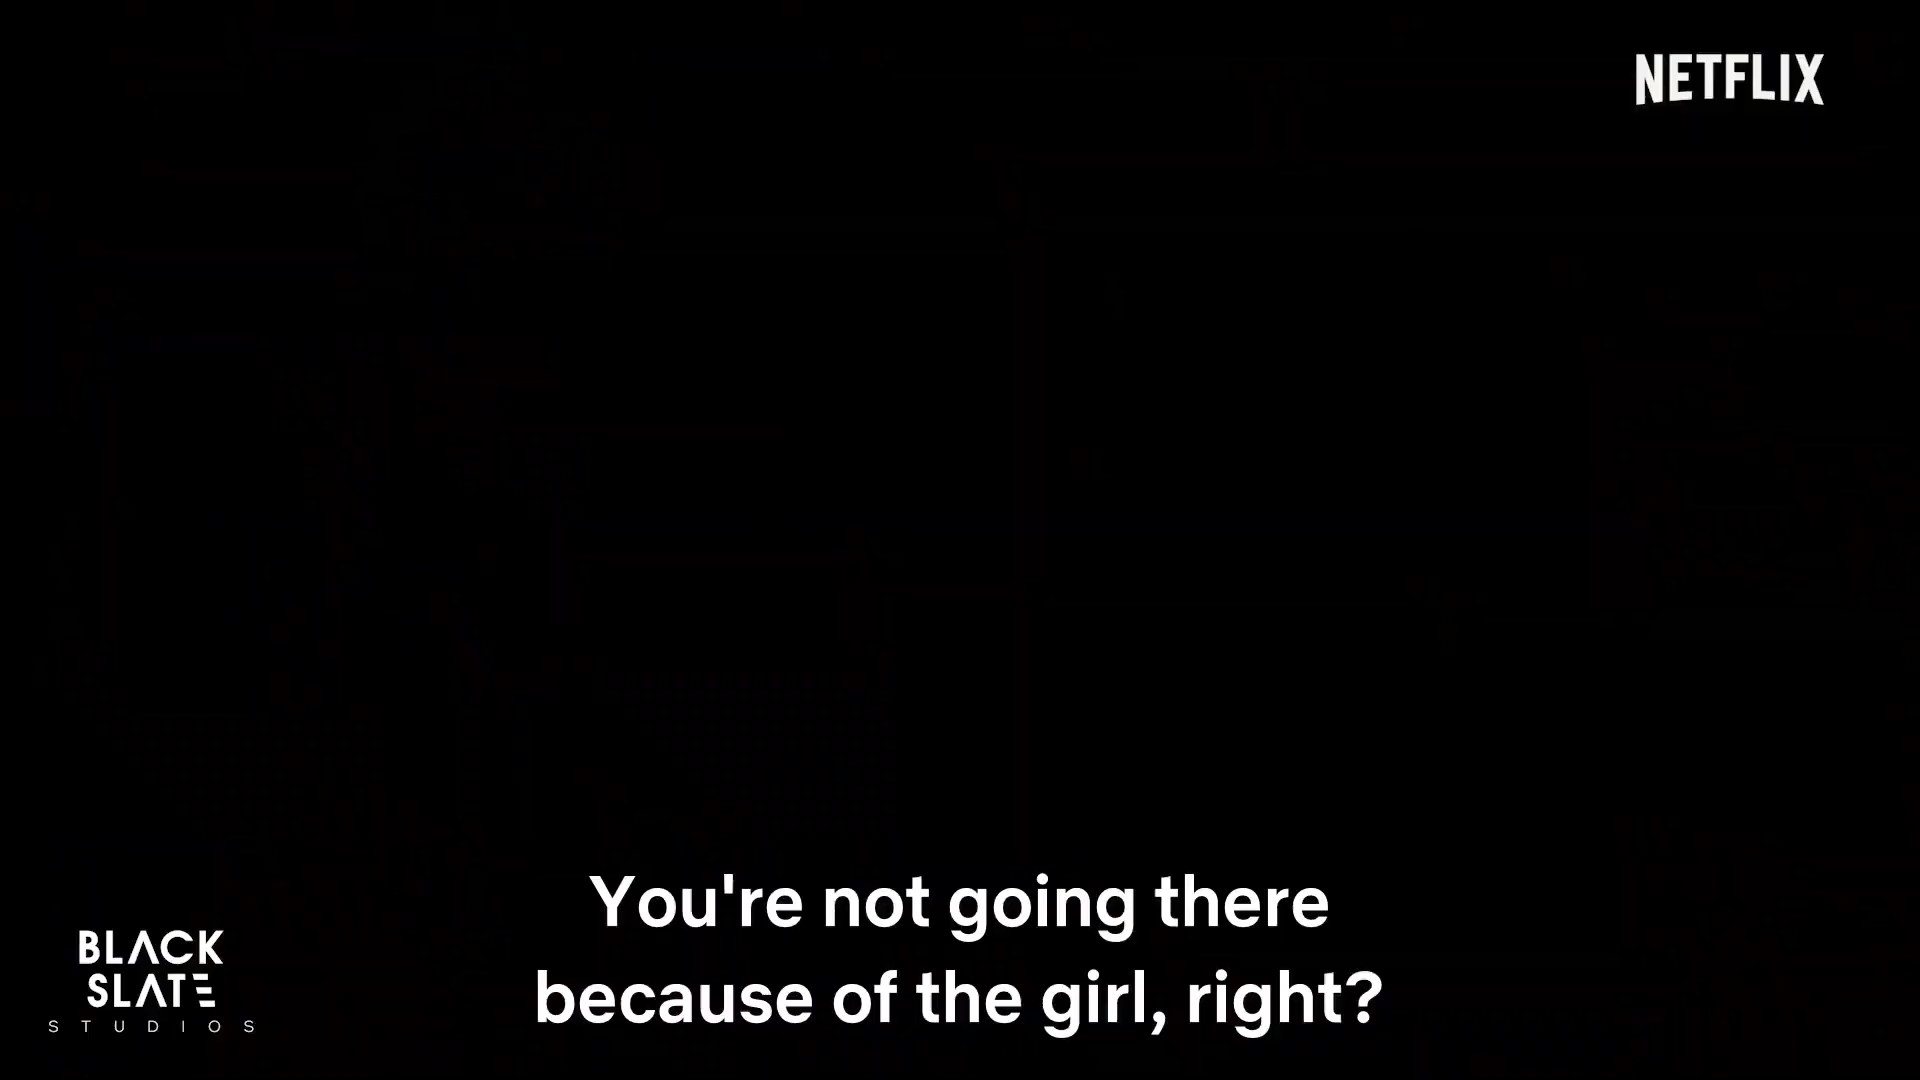 NETFLIX
You're not going there
because of the girl, right?
BLACK
SLATE
STUDIOS